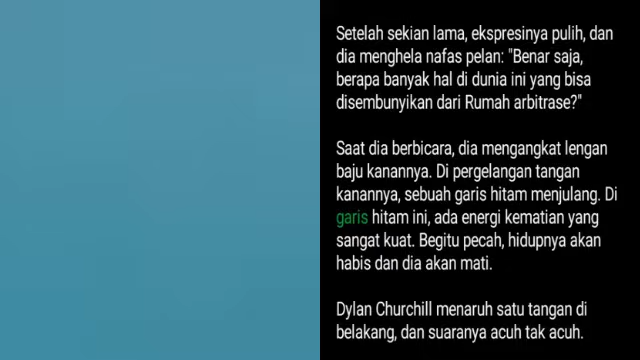 Setelah sekian lama, ekspresinya pulih, dan
dia menghela nafas pelan: "Benar saja,
berapa banyak hal di dunia ini yang bisa
disembunyikan dari Rumah arbitrase?"
Saat dia berbicara, dia mengangkat lengan
baju kanannya. Di pergelangan tangan
kanannya, sebuah garis hitam menjulang. Di
garis hitam ini, ada energi kematian yang
sangat kuat. Begitu pecah, hidupnya akan
habis dan dia akan mati.
Dylan Churchill menaruh satu tangan di
belakang, dan suaranya acuh tak acuh.